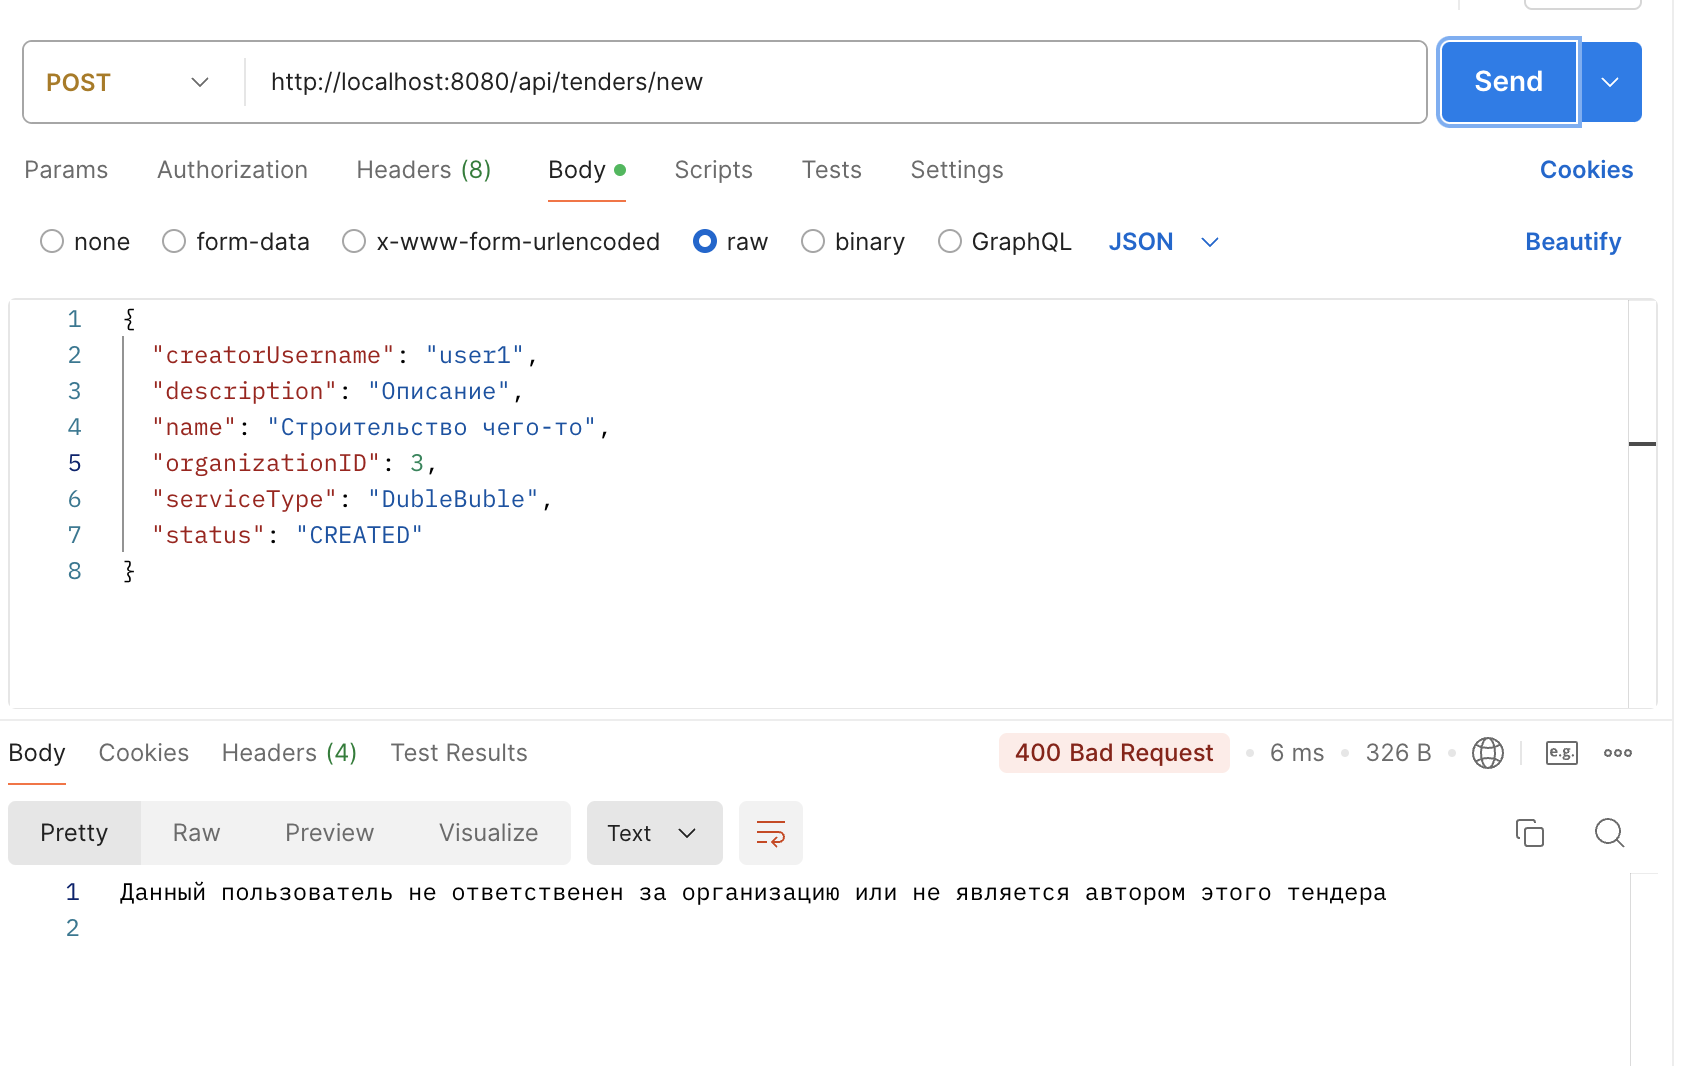 POST http://localhost:8080/api/tenders/new Send
Params Authorization Headers (8) Body Scripts Tests Settings Cookies
none form-data x-www-form-urlencoded raw binary GraphQL JSON Beautify
1 {
2 "creatorUsername": "user1",
3 "description": "Описание",
4 "name": "Строительство чего-то",
5 "organizationID": 3,
6 "serviceType": "DubleBuble",
7 "status": "CREATED"
8 }
Body Cookies Headers (4) Test Results 400 Bad Request 6 ms 326 B e.g.
Pretty Raw Preview Visualize Text
1 Данный пользователь не ответственен за организацию или не является автором этого тендера
2